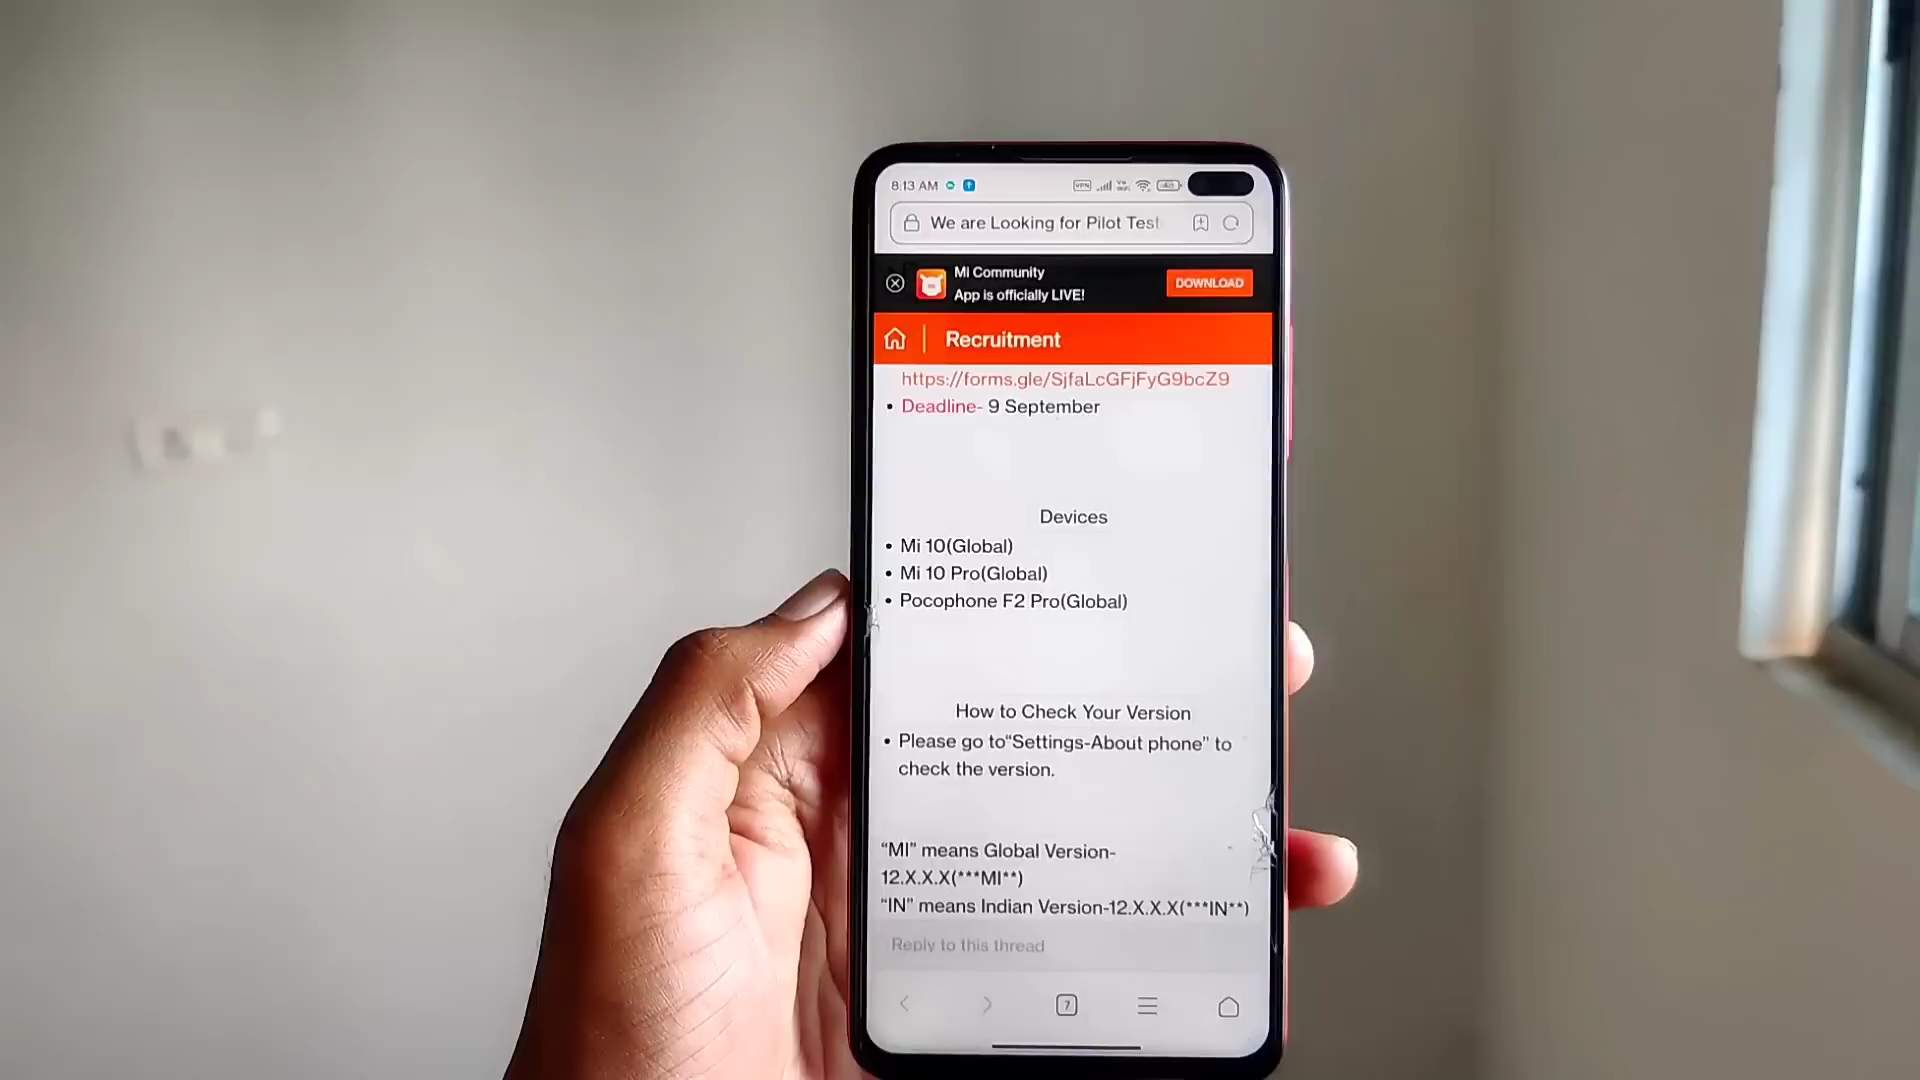 8:13 AM
We are Looking for Pilot Test
Mi Community
App is officially LIVE!
DOWNLOAD
Recruitment
https://forms.gle/SjfaLcGFjFyG9bcZ9
• Deadline- 9 September
Devices
• Mi 10(Global)
• Mi 10 Pro(Global)
• Pocophone F2 Pro(Global)
How to Check Your Version
• Please go to“Settings-About phone” to
check the version.
“MI” means Global Version-
12.X.X.X(***MI**)
“IN” means Indian Version-12.X.X.X(***IN**)
Reply to this thread
7